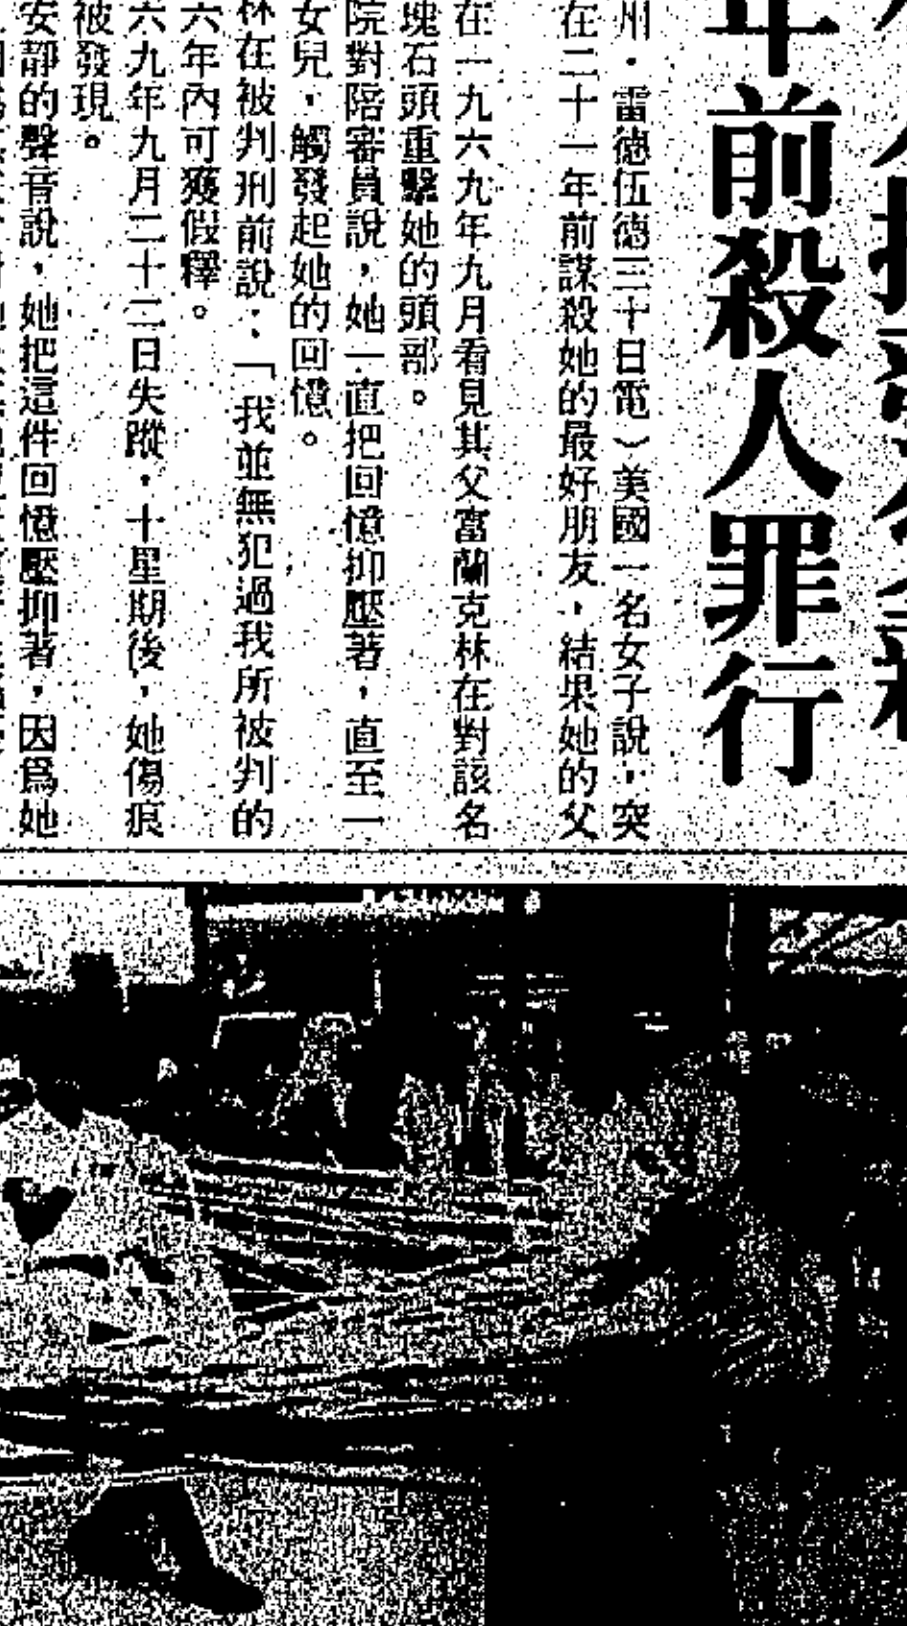 年前殺人罪行
州・雷德伍德三十日電）美國一名女子說，突
在二十一年前謀殺她的最好朋友，結果她的父
在一九六九年九月看見其父富蘭克林在對該名
塊石頭重擊她的頭部。
院對陪審員說，她一直把回憶抑壓著，直至一
女兒，觸發起她的回憶。
林在被判刑前說：「我並無犯過我所被判的
六年內可獲假釋。
六九年九月二十二日失蹤，十星期後，她傷痕
被發現。
安靜的聲音說，她把這件回憶壓抑著，因爲她